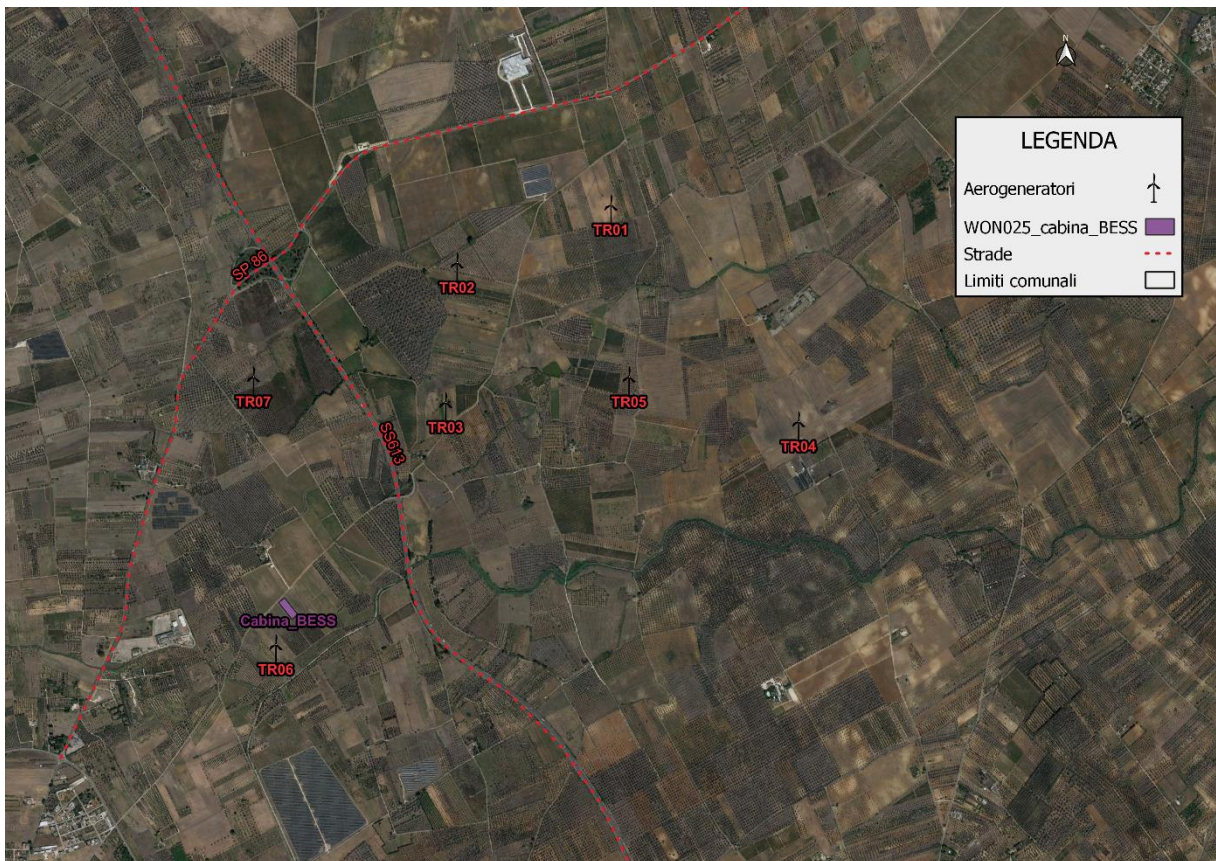 N
LEGENDA
Aerogeneratori
WON025_cabina_BESS
Strade
Limiti comunali
TR01
SP 86
TR02
TR07
TR05
TR03
SS613
TR04
Cabina_BESS
TR06